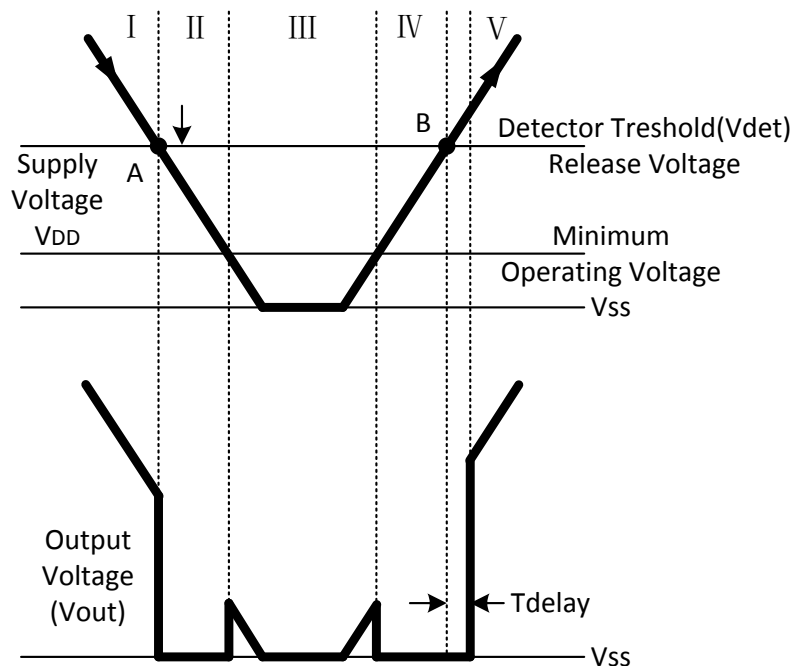 Ⅰ Ⅱ Ⅲ Ⅳ Ⅴ
B
Detector Treshold(Vdet)
Release Voltage
A
Supply
Voltage
VDD
Minimum
Operating Voltage
Vss
Output
Voltage
(Vout)
Tdelay
Vss